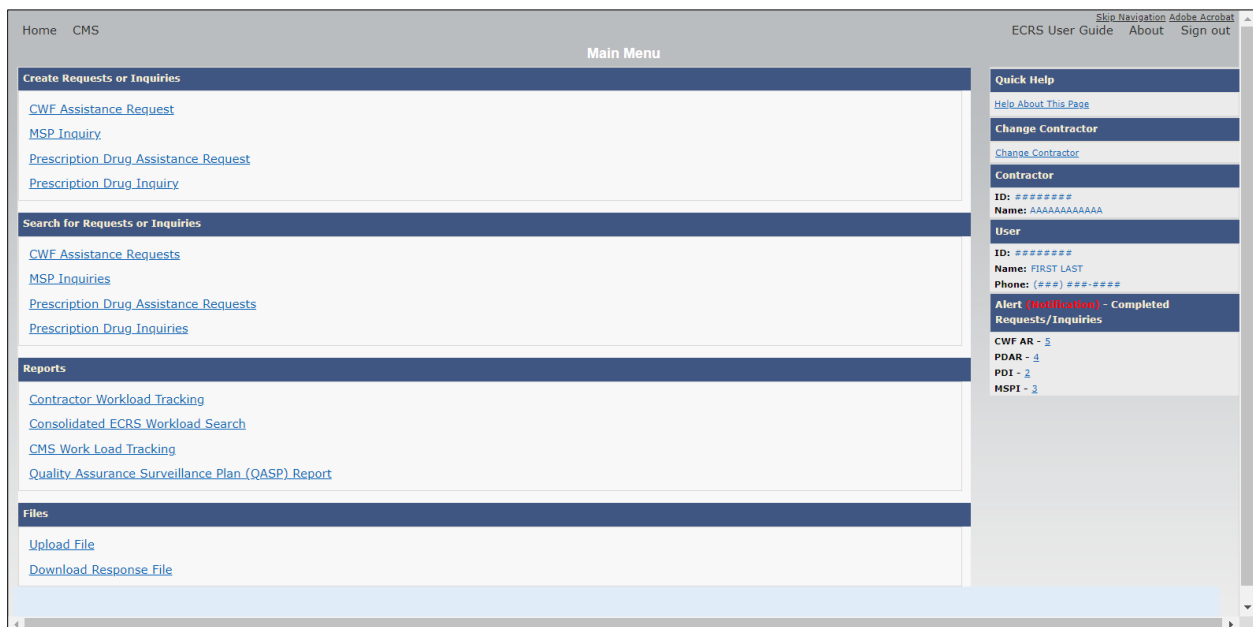 Skip Navigation Adobe Acrobat
Home CMS ECRS User Guide About Sign out
Main Menu
Create Requests or Inquiries
CWF Assistance Request
MSP Inquiry
Prescription Drug Assistance Request
Prescription Drug Inquiry
Search for Requests or Inquiries
CWF Assistance Requests
MSP Inquiries
Prescription Drug Assistance Requests
Prescription Drug Inquiries
Reports
Contractor Workload Tracking
Consolidated ECRS Workload Search
CMS Work Load Tracking
Quality Assurance Surveillance Plan (QASP) Report
Files
Upload File
Download Response File
Quick Help
Help About This Page
Change Contractor
Change Contractor
Contractor
ID: ########
Name: AAAAAAAAAAAA
User
ID: ########
Name: FIRST LAST
Phone: (###) ###-####
Alert (Notification) - Completed
Requests/Inquiries
CWF AR - 5
PDAR - 4
PDI - 2
MSPI - 3